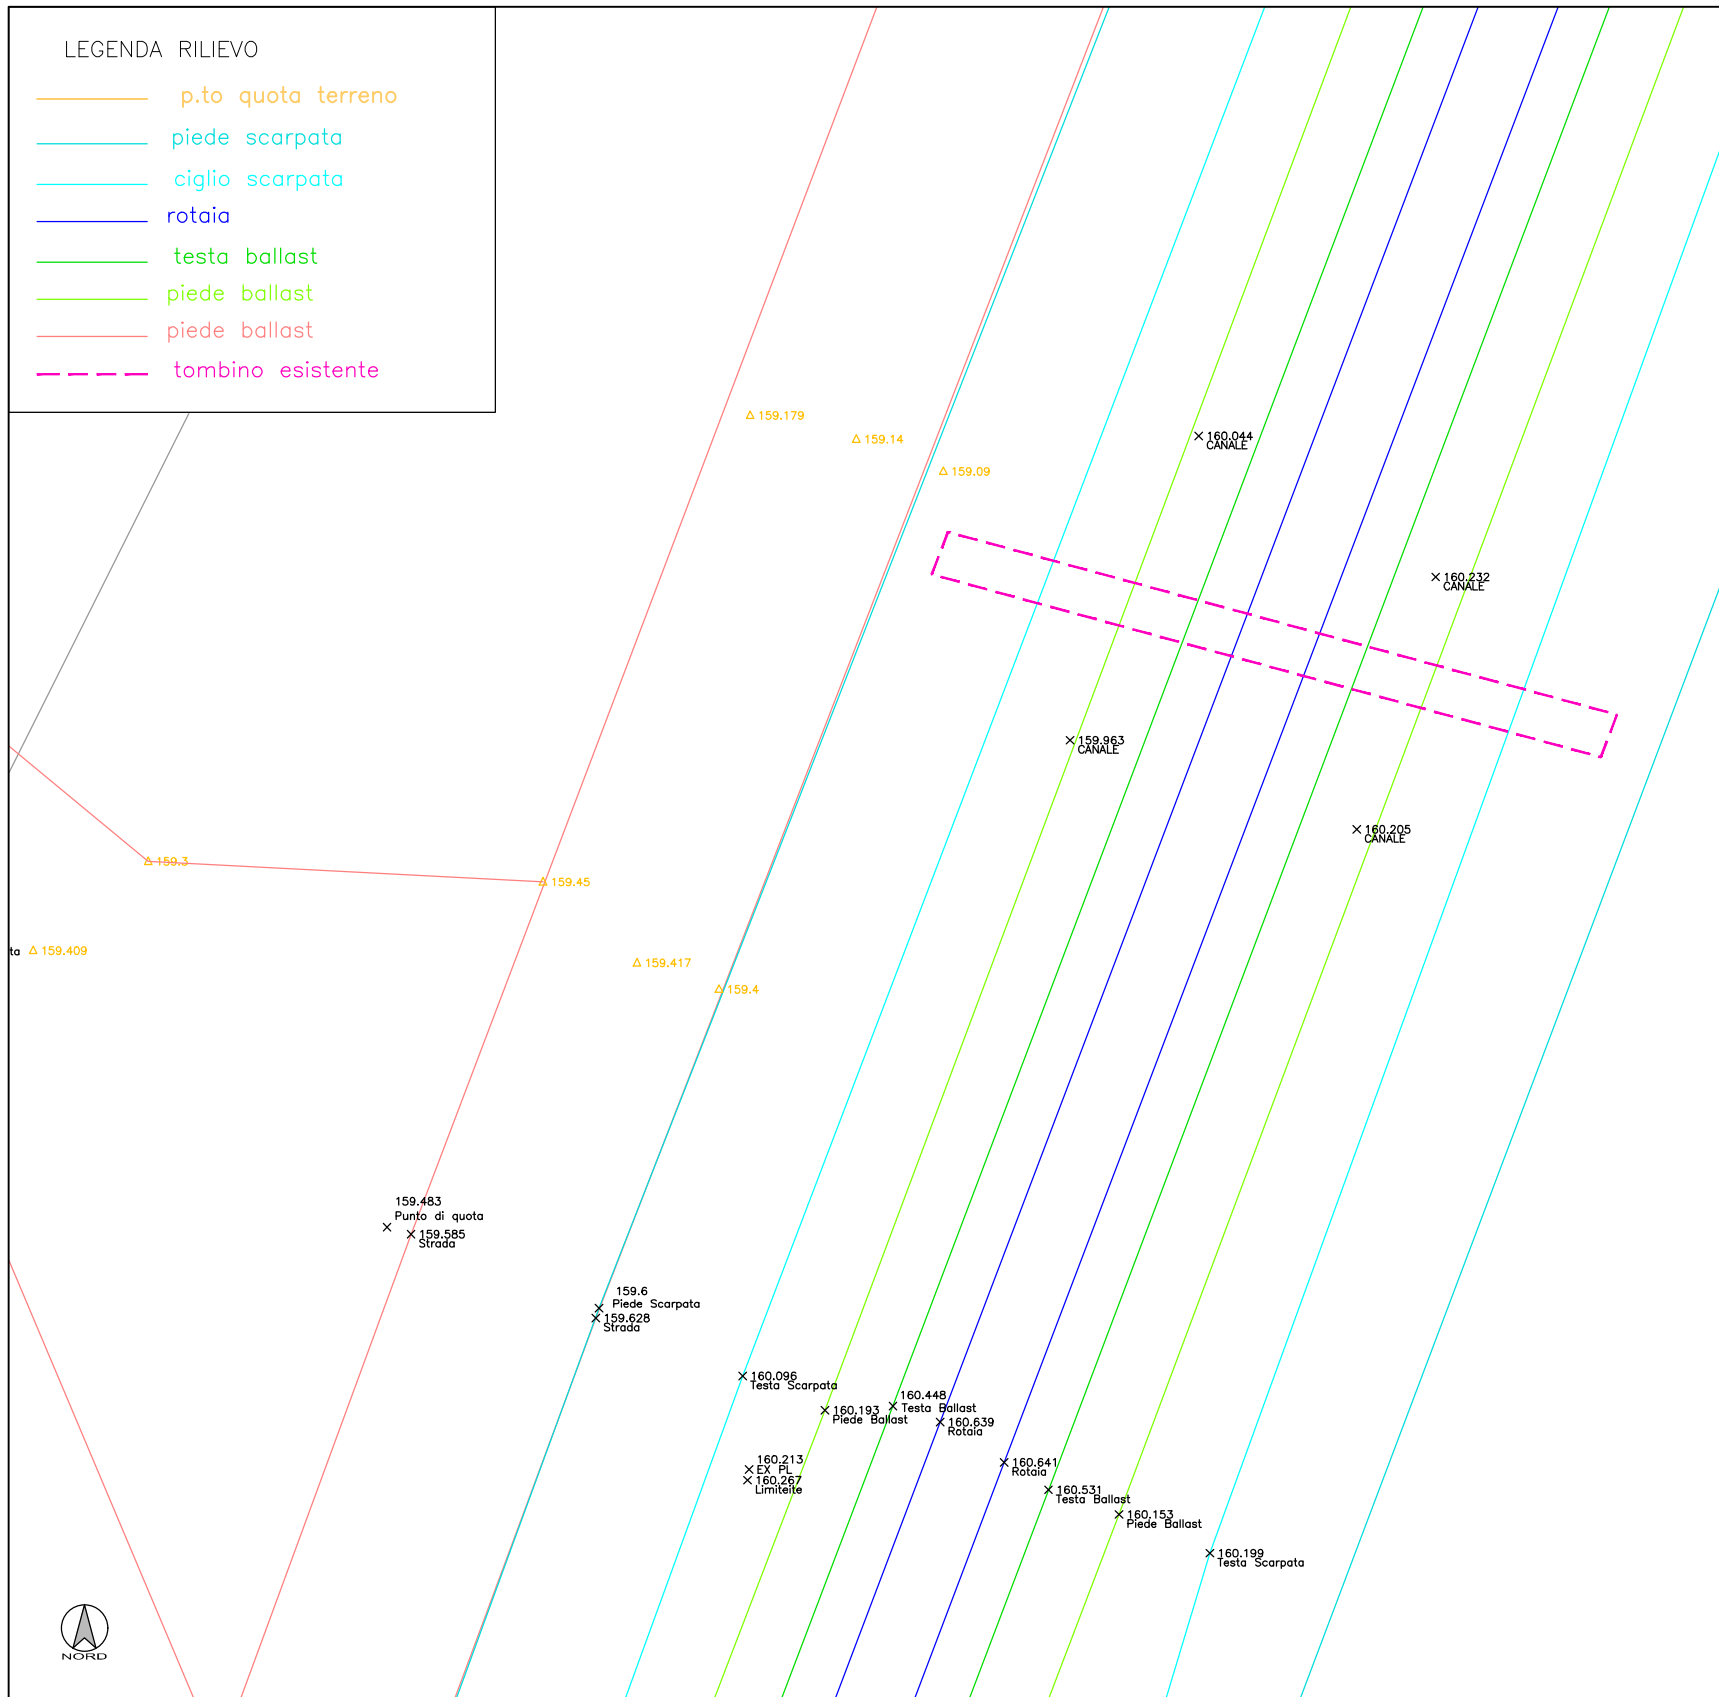 LEGENDA RILIEVO
p.to quota terreno
piede scarpata
ciglio scarpata
rotaia
testa ballast
piede ballast
piede ballast
tombino esistente
159.179
159.14
160.044
CANALE
159.09
160.232
CANALE
159.963
CANALE
160.205
CANALE
159.3
159.45
ta
159.409
159.417
159.4
159.483
Punto di quota
159.585
Strada
159.6
Piede Scarpata
159.628
Strada
160.096
Testa Scarpata
160.193
Piede Ballast
160.448
Testa Ballast
160.639
Rotaia
160.213
EX PL
160.267
Limiteite
160.641
Rotaia
160.531
Testa Ballast
160.153
Piede Ballast
160.199
Testa Scarpata
NORD